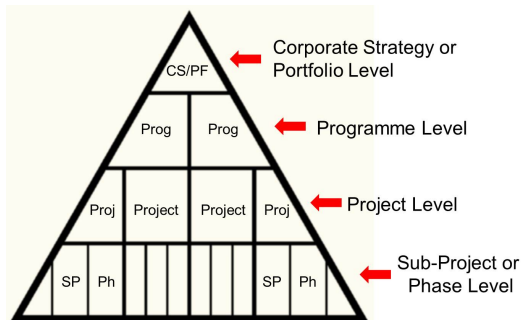 CS/PF
Corporate Strategy or
Portfolio Level
Prog Prog
Programme Level
Proj Project Project Proj
Project Level
SP Ph SP Ph
Sub-Project or
Phase Level